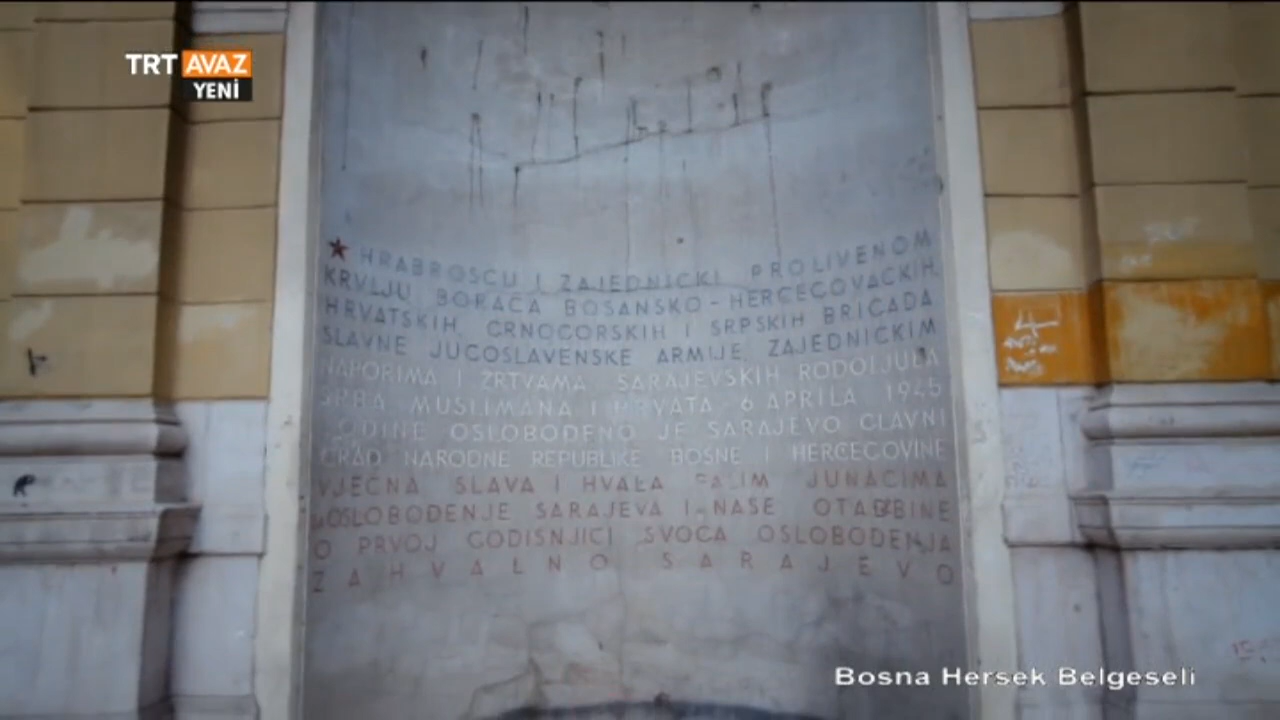 TRT AVAZ
YENİ
HRABROSCU I ZAJEDNICKI PROLIVENOM
KRVLJU BORACA BOSANSKO-HERCEGOVACKIH
HRVATSKIH CRNOGORSKIH I SRPSKIH BRIGADA
SLAVNE JUGOSLAVENSKE ARMIJE ZAJEDNICKIM
NAPORIMA I ZRTVAMA SARAJEVSKIH RODOLJUBA
SRBA MUSLIMANA I HRVATA 6 APRILA 1945
GODINE OSLOBODENO JE SARAJEVO GLAVNI
GRAD NARODNE REPUBLIKE BOSNE I HERCEGOVINE
VJECNA SLAVA I HVALA PALIM JUNACIMA
OSLOBODENJE SARAJEVA I NASE OTADZBINE
O PRVOJ GODISNJICI SVOGA OSLOBODENJA
ZAHVALNO SARAJEVO
Bosna Hersek Belgeseli